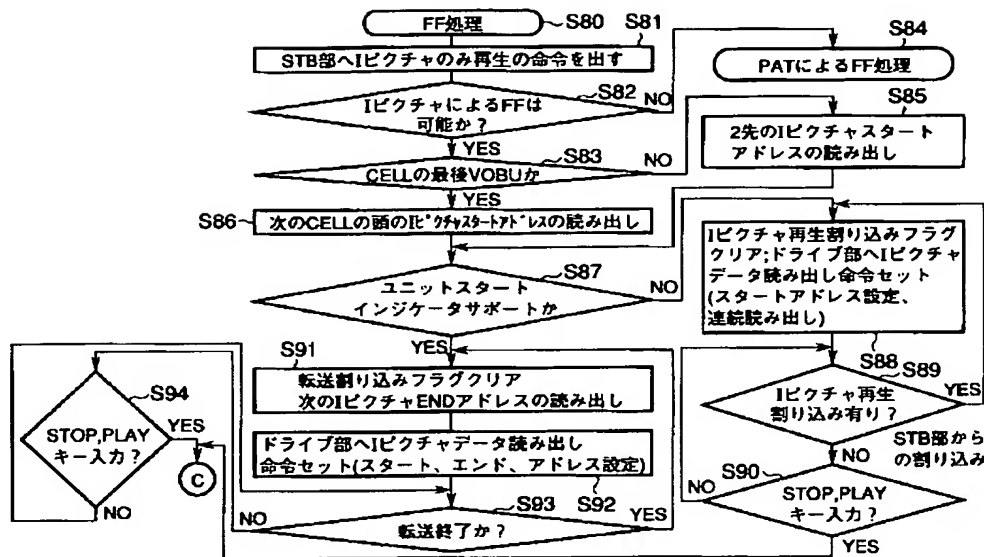 FF処理
S80
S81
STB部へIピクチャのみ再生の命令を出す
S84
PATによるFF処理
S82
IピクチャによるFFは
可能か？
NO
YES
S83
CELLの最後VOBUか
NO
YES
S85
2先のIピクチャスタート
アドレスの読み出し
S86
次のCELLの頭のIピクチャスタートアドレスの読み出し
S87
ユニットスタート
インジケータサポートか
NO
YES
Iピクチャ再生割り込みフラグ
クリア;ドライブ部へIピクチャ
データ読み出し命令セット
(スタートアドレス設定、
連続読み出し)
S88
S89
Iピクチャ再生
割り込み有り？
YES
NO
STB部から
の割り込み
S90
STOP,PLAY
キー入力？
YES
S91
転送割り込みフラグクリア
次のIピクチャENDアドレスの読み出し
ドライブ部へIピクチャデータ読み出し
命令セット(スタート、エンド、アドレス設定)
S92
S93
転送終了か？
NO
YES
S94
STOP,PLAY
キー入力？
YES
NO
C